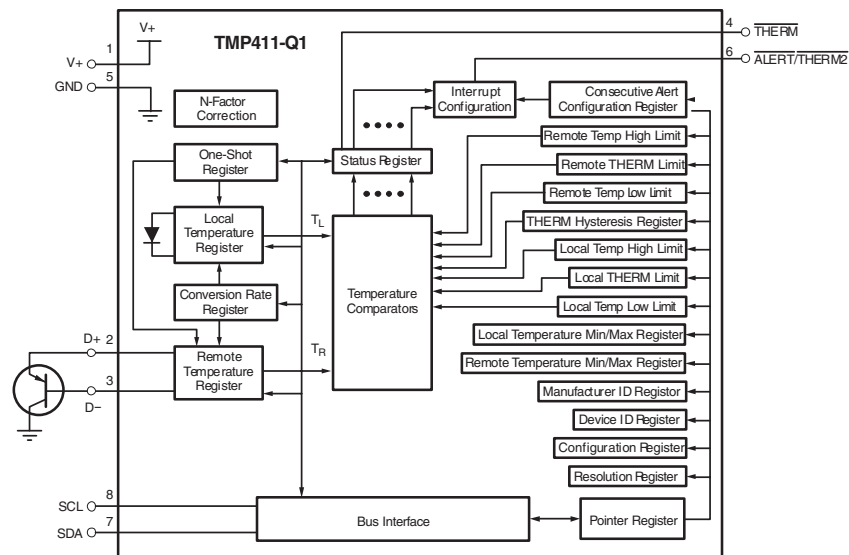 V+
TMP411-Q1
4
THERM
1
V+
6
ALERT/THERM2
5
GND
N-Factor
Correction
Interrupt
Configuration
Consecutive Alert
Configuration Register
One-Shot
Register
Status Register
Remote Temp High Limit
Remote THERM Limit
Remote Temp Low Limit
Local
Temperature
Register
TL
THERM Hysteresis Register
Local Temp High Limit
Temperature
Comparators
Local THERM Limit
Conversion Rate
Register
Local Temp Low Limit
Local Temperature Min/Max Register
D+
2
Remote
Temperature
Register
TR
Remote Temperature Min/Max Register
3
D−
Manufacturer ID Registor
Device ID Register
Configuration Register
Resolution Register
8
SCL
7
SDA
Bus Interface
Pointer Register